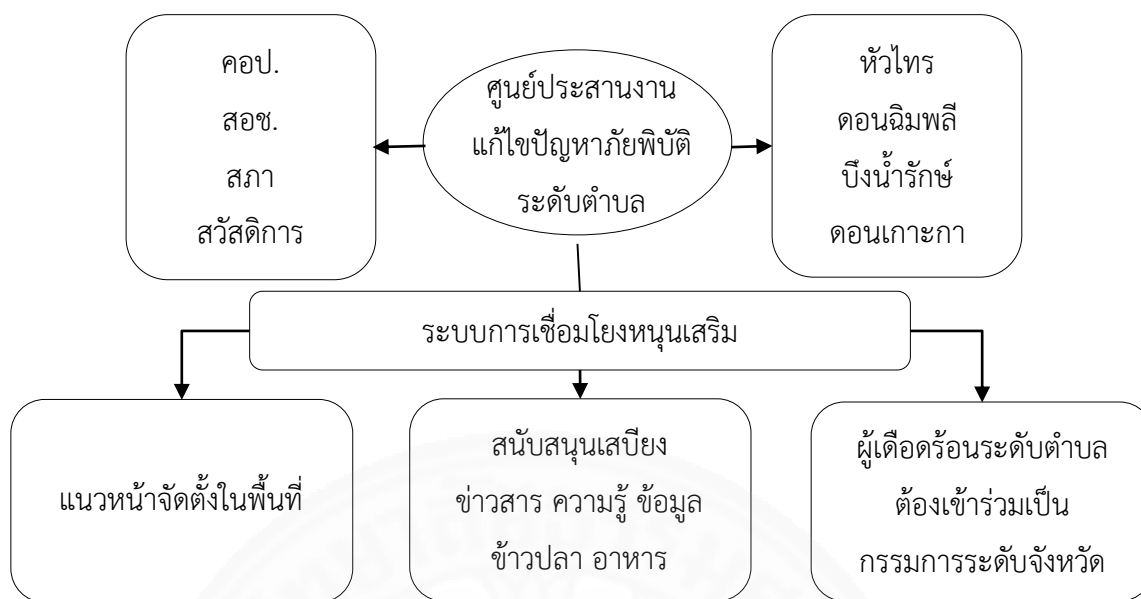 คอป.
สอช.
สภา
สวัสดิการ
ศูนย์ประสานงาน
แก้ไขปัญหาภัยพิบัติ
ระดับตำบล
หัวไทร
ดอนฉิมพลี
บึงน้ำรักษ์
ดอนเกาะกา
ระบบการเชื่อมโยงหนุนเสริม
แนวหน้าจัดตั้งในพื้นที่
สนับสนุนเสบียง
ข่าวสาร ความรู้ ข้อมูล
ข้าวปลา อาหาร
ผู้เดือดร้อนระดับตำบล
ต้องเข้าร่วมเป็น
กรรมการระดับจังหวัด